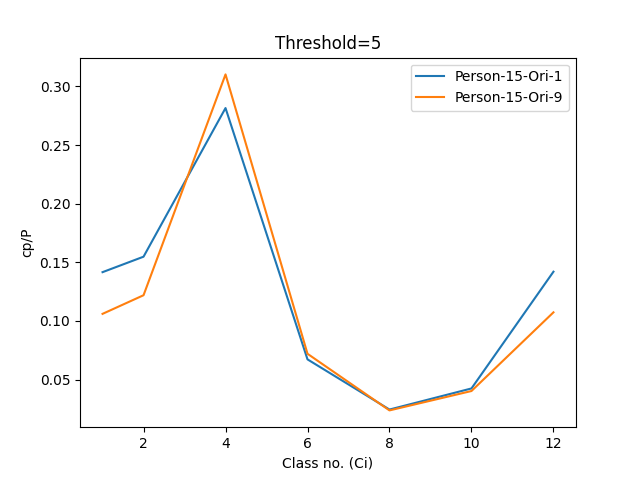 Threshold=5
Person-15-Ori-1
Person-15-Ori-9
cp/P
0.30
0.25
0.20
0.15
0.10
0.05
2 4 6 8 10 12
Class no. (Ci)